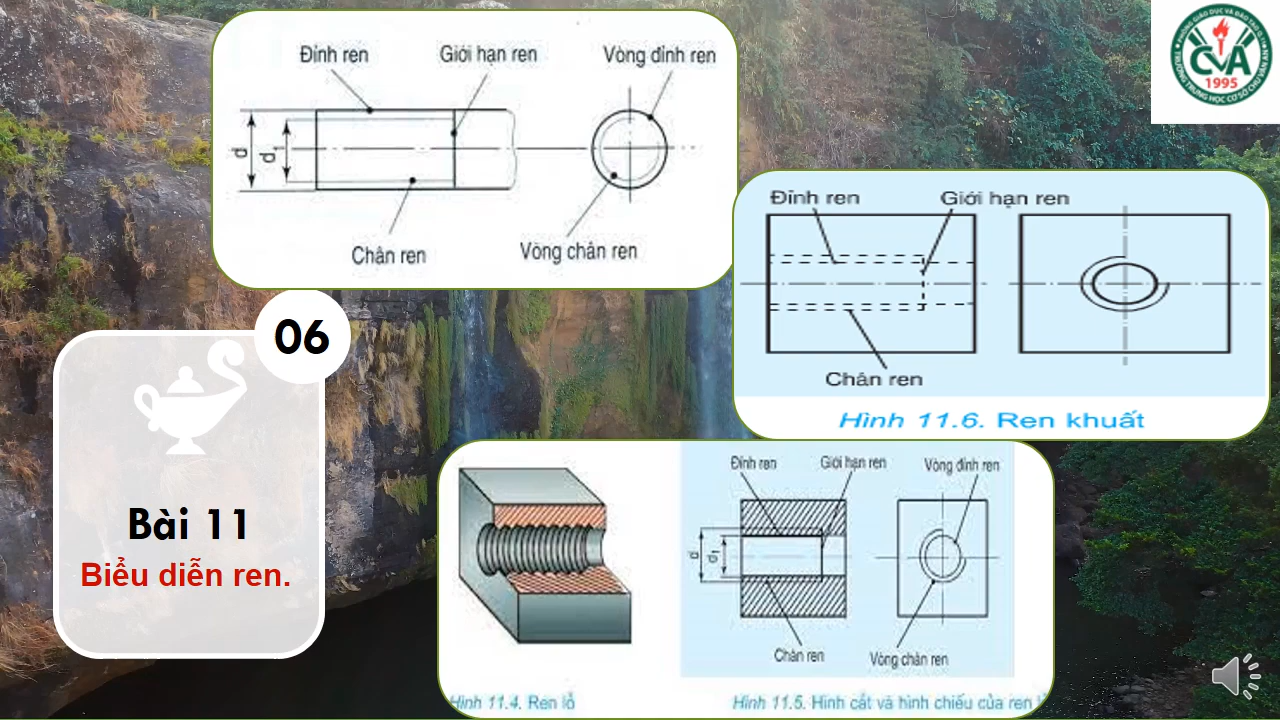 Đỉnh ren
Giới hạn ren
Vòng đỉnh ren
d
d1
Chân ren
Vòng chân ren
CVA
1995
Đỉnh ren
Giới hạn ren
Chân ren
Hình 11.6. Ren khuất
06
Bài 11
Biểu diễn ren.
Đỉnh ren
Giới hạn ren
Vòng đỉnh ren
d
d1
Chân ren
Vòng chân ren
Hình 11.4. Ren lỗ
Hình 11.5. Hình cắt và hình chiếu của ren